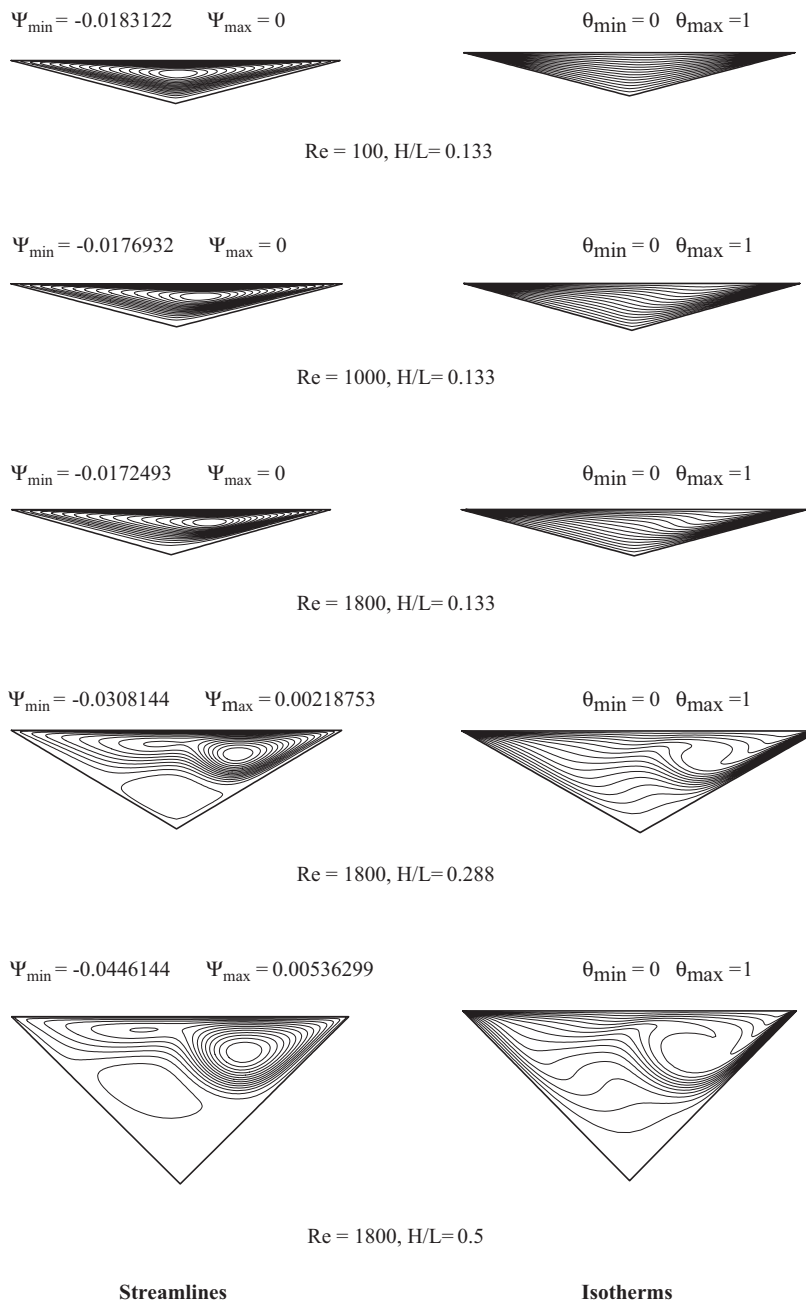 Ψmin = -0.0183122 Ψmax = 0 θmin = 0 θmax =1
Re = 100, H/L= 0.133
Ψmin = -0.0176932 Ψmax = 0 θmin = 0 θmax =1
Re = 1000, H/L= 0.133
Ψmin = -0.0172493 Ψmax = 0 θmin = 0 θmax =1
Re = 1800, H/L= 0.133
Ψmin = -0.0308144 Ψmax = 0.00218753 θmin = 0 θmax =1
Re = 1800, H/L= 0.288
Ψmin = -0.0446144 Ψmax = 0.00536299 θmin = 0 θmax =1
Re = 1800, H/L= 0.5
Streamlines Isotherms